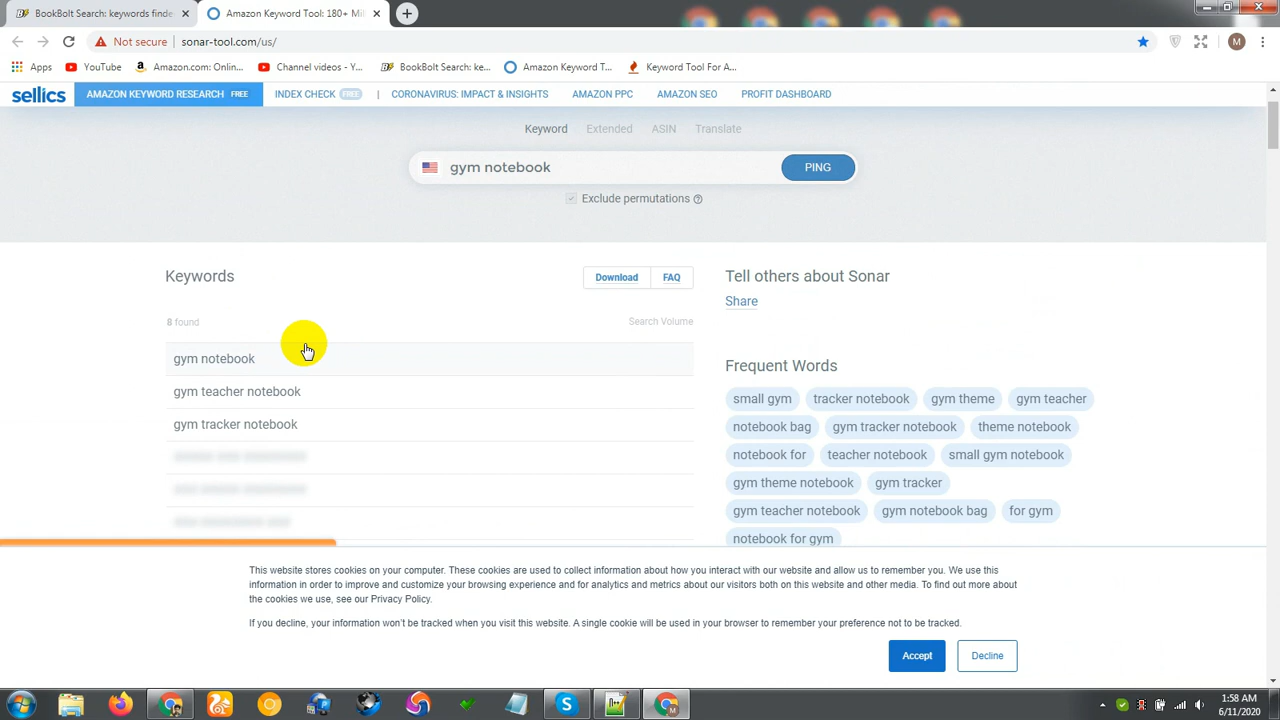 BookBolt Search: keywords finde
Amazon Keyword Tool: 180+ Mil
Not secure
sonar-tool.com/us/
M
Apps
YouTube
Amazon.com: Onlin...
Channel videos - Y...
BookBolt Search: ke...
Amazon Keyword T...
Keyword Tool For A...
sellics
AMAZON KEYWORD RESEARCH FREE
INDEX CHECK FREE
|
CORONAVIRUS: IMPACT & INSIGHTS
AMAZON PPC
AMAZON SEO
PROFIT DASHBOARD
Keyword
Extended
ASIN
Translate
gym notebook
PING
Exclude permutations
Keywords
Download
FAQ
8 found
Search Volume
gym notebook
gym teacher notebook
gym tracker notebook
Tell others about Sonar
Share
Frequent Words
small gym
tracker notebook
gym theme
gym teacher
notebook bag
gym tracker notebook
theme notebook
notebook for
teacher notebook
small gym notebook
gym theme notebook
gym tracker
gym teacher notebook
gym notebook bag
for gym
notebook for gym
This website stores cookies on your computer. These cookies are used to collect information about how you interact with our website and allow us to remember you. We use this
information in order to improve and customize your browsing experience and for analytics and metrics about our visitors both on this website and other media. To find out more about
the cookies we use, see our Privacy Policy.
If you decline, your information won't be tracked when you visit this website. A single cookie will be used in your browser to remember your preference not to be tracked.
Accept
Decline
1:58 AM
6/11/2020